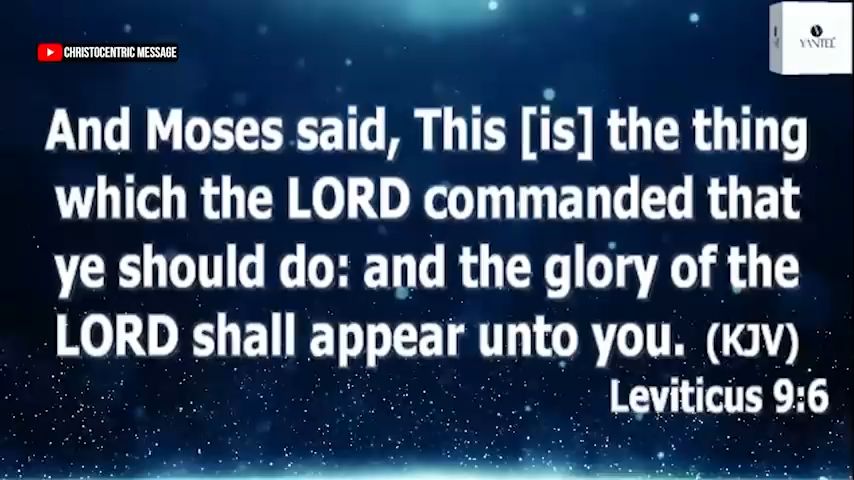 CHRISTOCENTRIC MESSAGE
YANTEE
And Moses said, This [is] the thing
which the LORD commanded that
ye should do: and the glory of the
LORD shall appear unto you. (KJV)
Leviticus 9:6